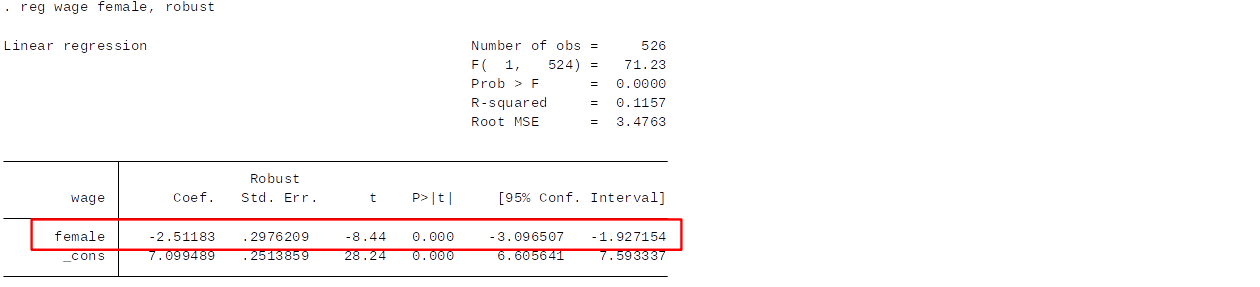 . reg wage female, robust
Linear regression Number of obs = 526
F( 1, 524) = 71.23
Prob > F = 0.0000
R-squared = 0.1157
Root MSE = 3.4763
Robust
wage Coef. Std. Err. t P>|t| [95% Conf. Interval]
female -2.51183 .2976209 -8.44 0.000 -3.096507 -1.927154
_cons 7.099489 .2513859 28.24 0.000 6.605641 7.593337